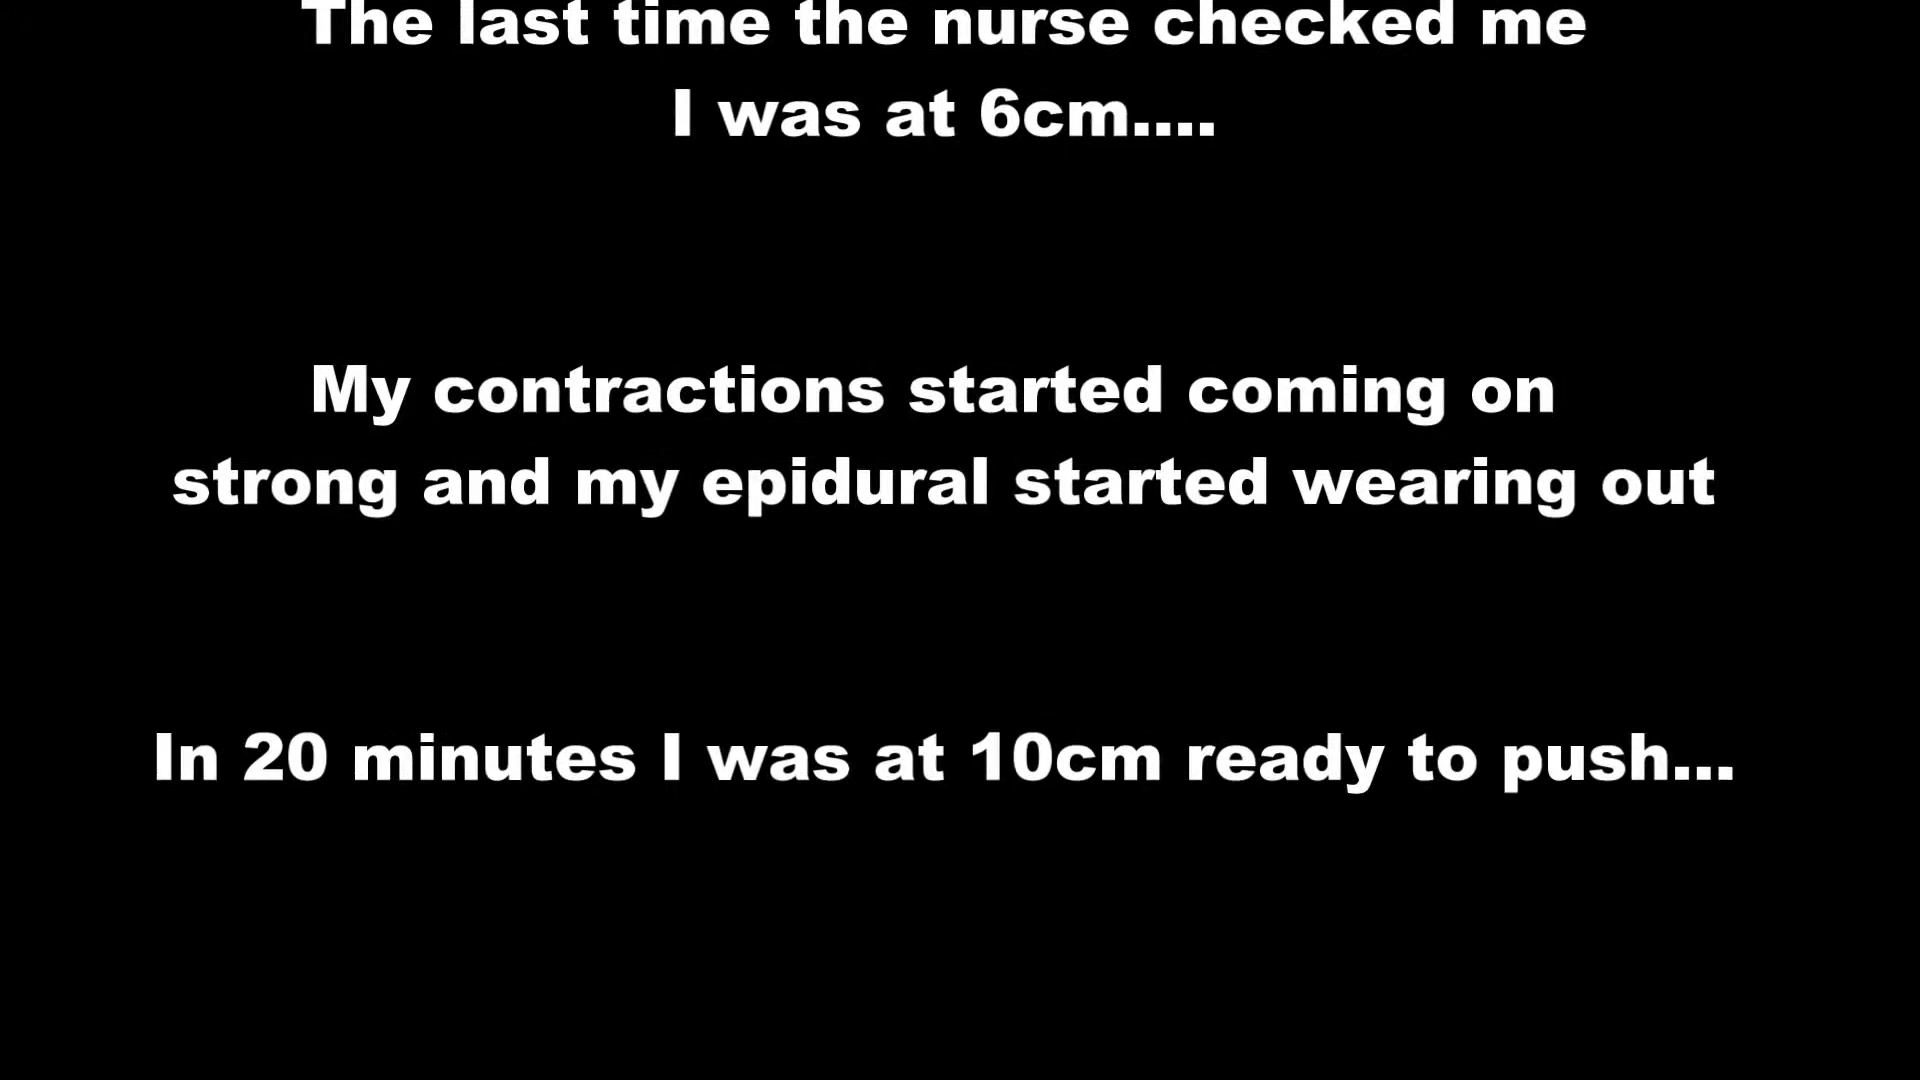 The last time the nurse checked me
I was at 6cm....
My contractions started coming on
strong and my epidural started wearing out
In 20 minutes I was at 10cm ready to push...